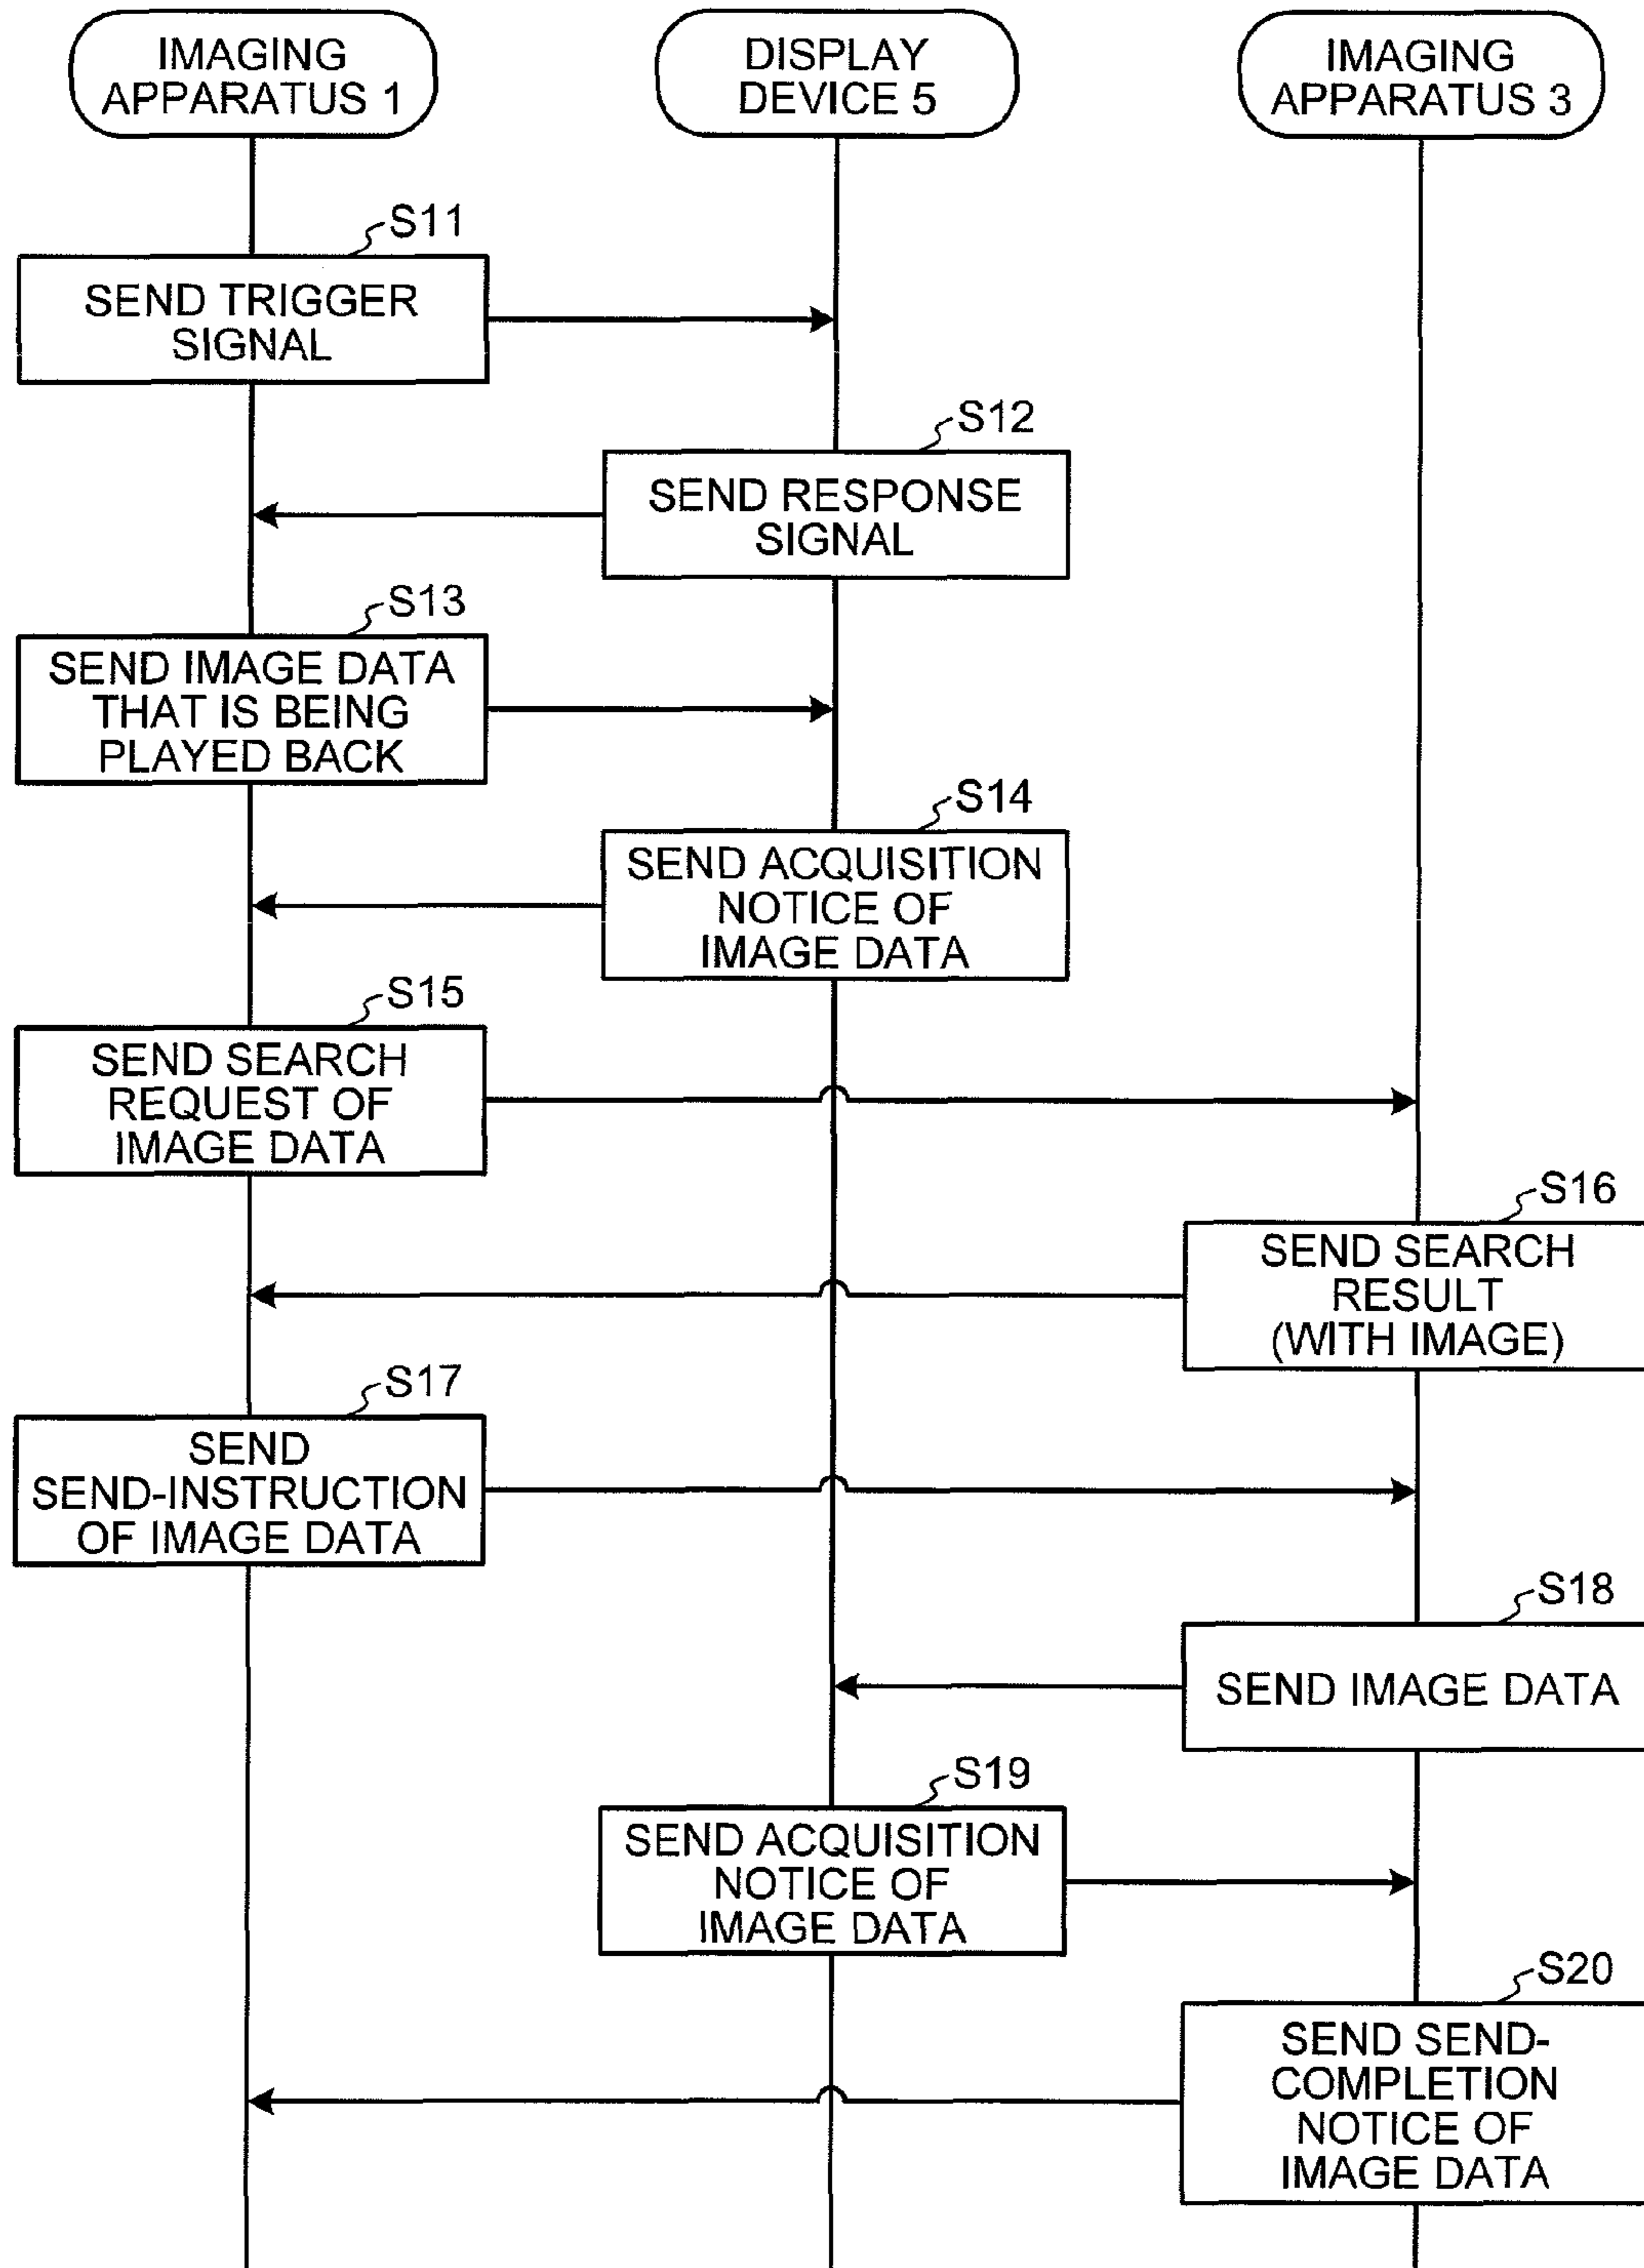 IMAGING
APPARATUS 1
DISPLAY
DEVICE 5
IMAGING
APPARATUS 3
S11
SEND TRIGGER
SIGNAL
S12
SEND RESPONSE
SIGNAL
S13
SEND IMAGE DATA
THAT IS BEING
PLAYED BACK
S14
SEND ACQUISITION
NOTICE OF
IMAGE DATA
S15
SEND SEARCH
REQUEST OF
IMAGE DATA
S16
SEND SEARCH
RESULT
(WITH IMAGE)
S17
SEND
SEND-INSTRUCTION
OF IMAGE DATA
S18
SEND IMAGE DATA
S19
SEND ACQUISITION
NOTICE OF
IMAGE DATA
S20
SEND SEND-
COMPLETION
NOTICE OF
IMAGE DATA